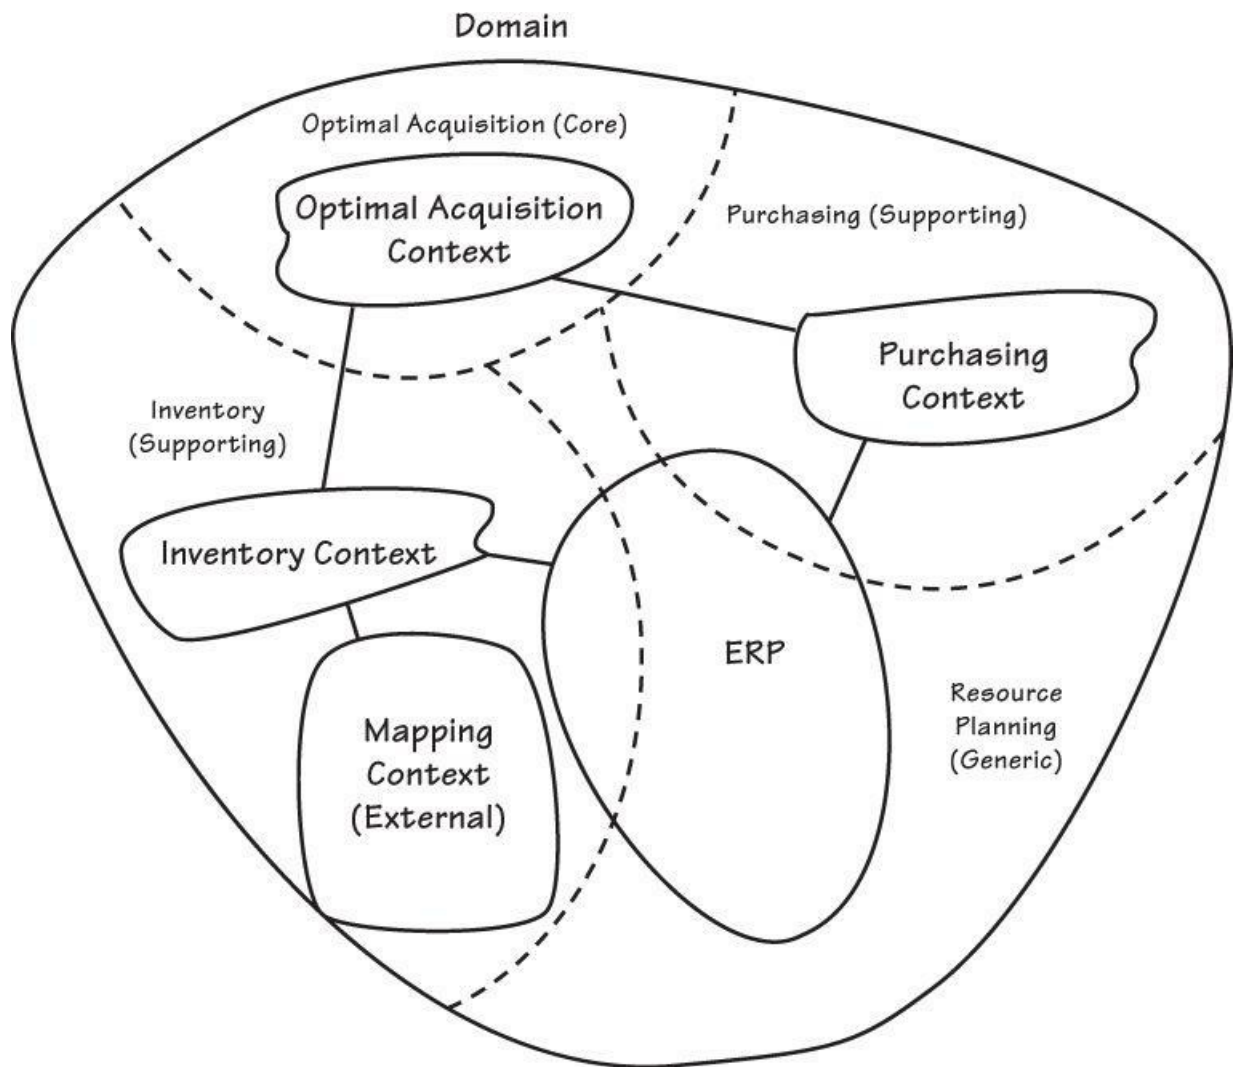 Domain
Optimal Acquisition (Core)
Optimal Acquisition
Context
Purchasing (Supporting)
Purchasing
Context
Inventory
(Supporting)
Inventory Context
ERP
Mapping
Context
(External)
Resource
Planning
(Generic)